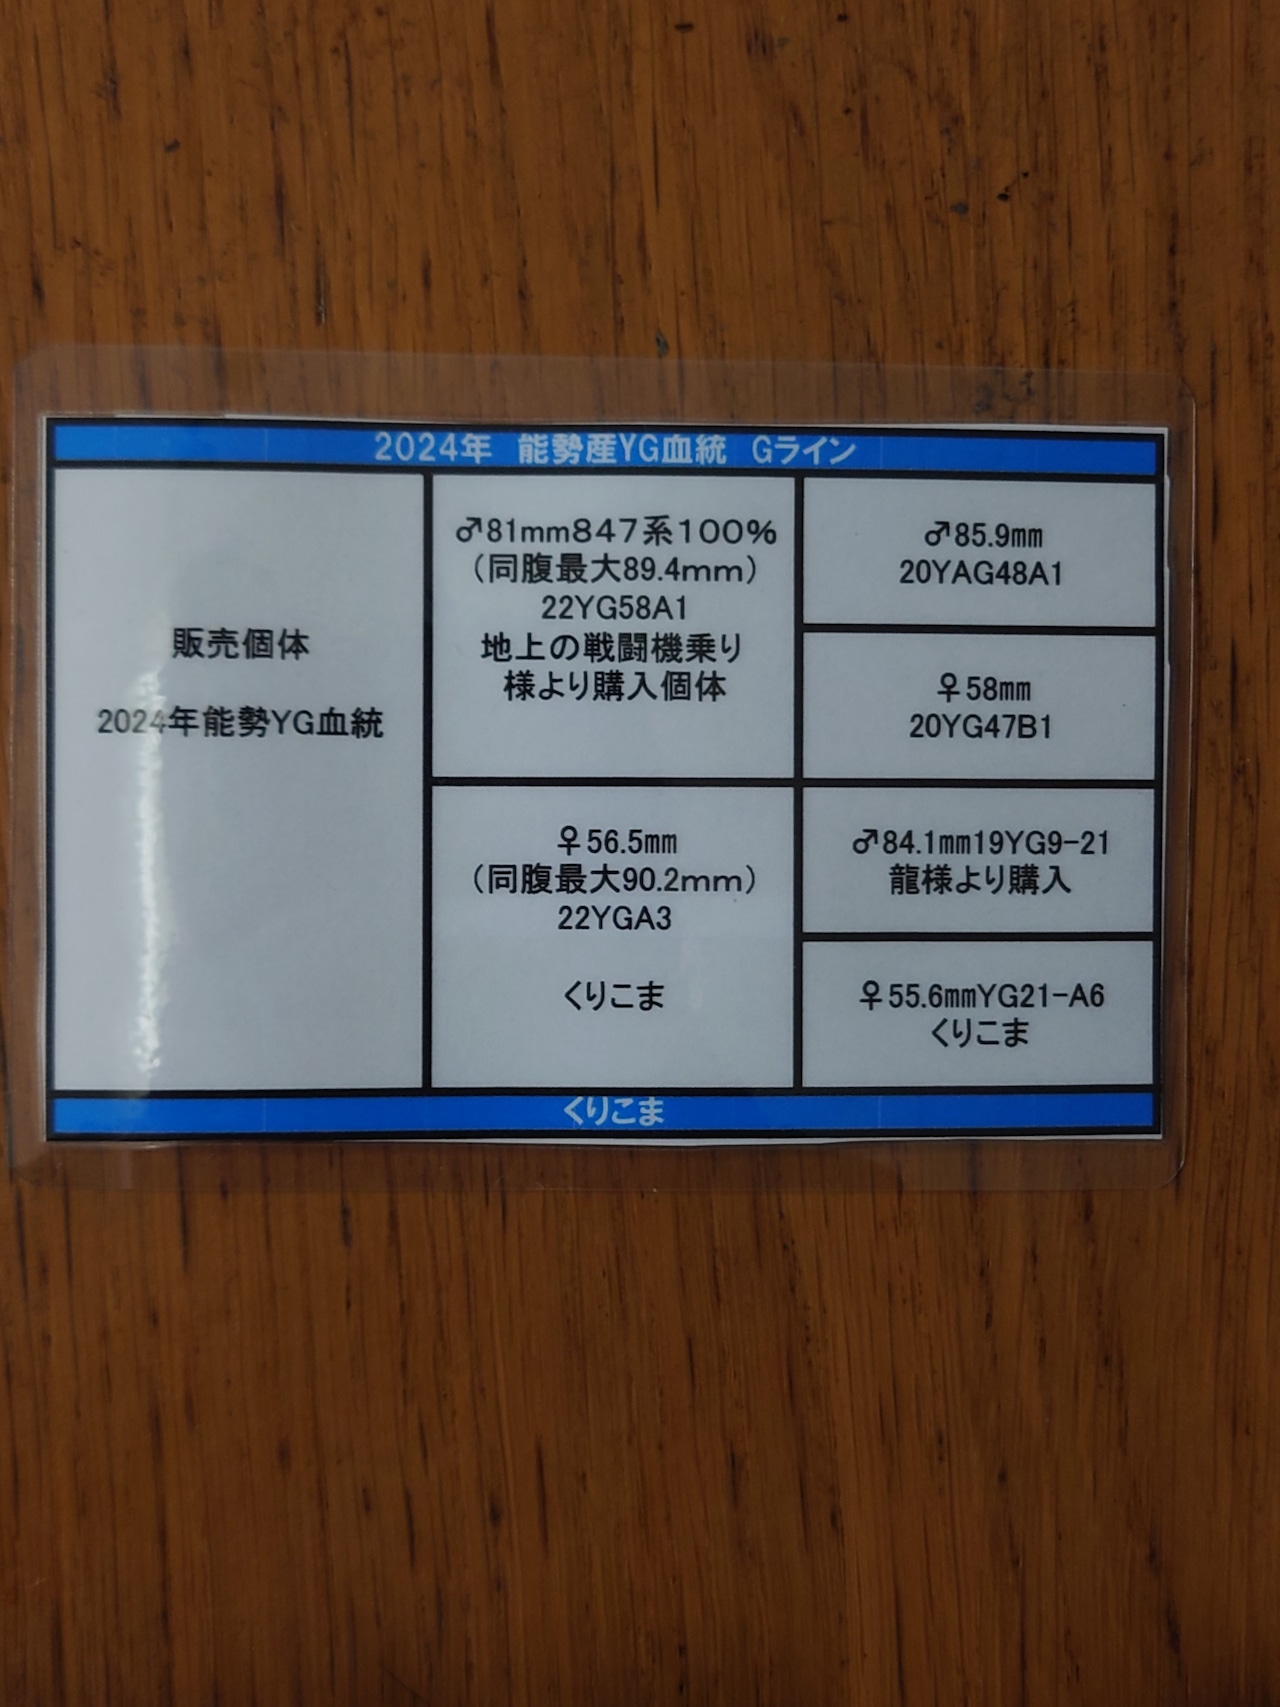 2024年 能勢産YG血統 Gライン
販売個体
2024年能勢YG血統
♂81mm847系100%
（同腹最大89.4mm）
22YG58A1
地上の戦闘機乗り
様より購入個体
♀56.5mm
（同腹最大90.2mm）
22YGA3
くりこま
♂85.9mm
20YAG48A1
♀58mm
20YG47B1
♂84.1mm19YG9-21
龍様より購入
♀55.6mmYG21-A6
くりこま
くりこま